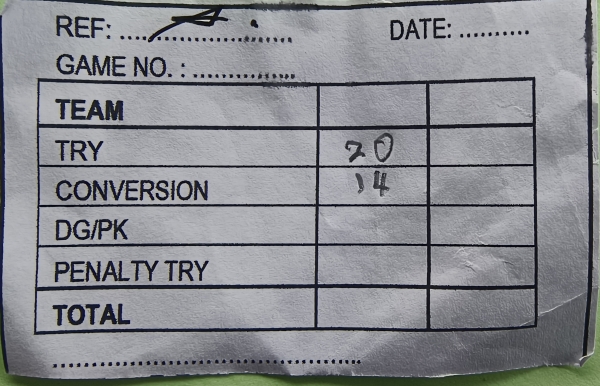 REF: ....................
DATE: ..........
GAME NO. : ...............
TEAM
TRY 20
CONVERSION 14
DG/PK
PENALTY TRY
TOTAL